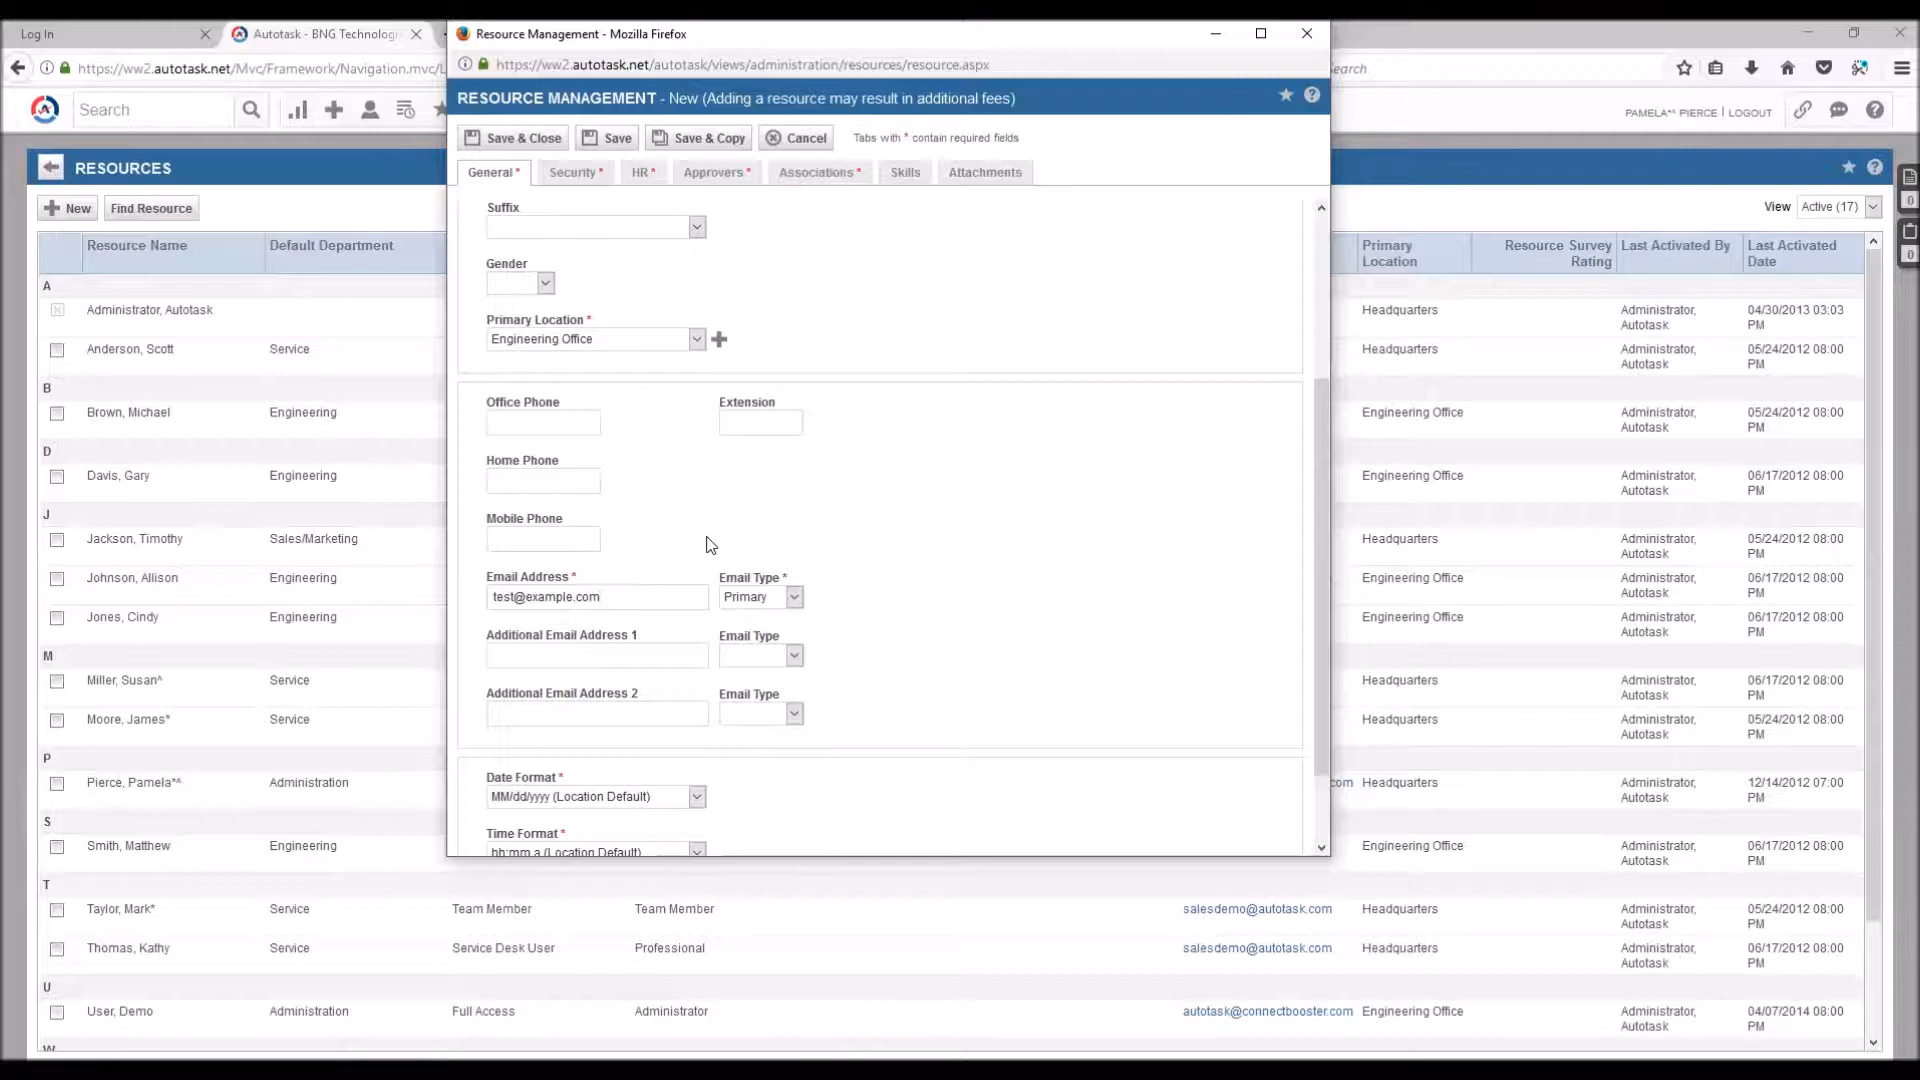 Log In
Autotask - BNG Technolog
https://ww2.autotask.net/Mvc/Framework/Navigation.mvc/L
Search
Search
PAMELA** PIERCE | LOGOUT
RESOURCES
New
Find Resource
View
Active (17)
0
0
Resource Name
Default Department
Primary Location
Resource Survey Rating
Last Activated By
Last Activated Date
A
Administrator, Autotask
Headquarters
Administrator, Autotask
04/30/2013 03:03 PM
Anderson, Scott
Service
Headquarters
Administrator, Autotask
05/24/2012 08:00 PM
B
Brown, Michael
Engineering
Engineering Office
Administrator, Autotask
05/24/2012 08:00 PM
D
Davis, Gary
Engineering
Engineering Office
Administrator, Autotask
06/17/2012 08:00 PM
J
Jackson, Timothy
Sales/Marketing
Headquarters
Administrator, Autotask
05/24/2012 08:00 PM
Johnson, Allison
Engineering
Engineering Office
Administrator, Autotask
06/17/2012 08:00 PM
Jones, Cindy
Engineering
Engineering Office
Administrator, Autotask
06/17/2012 08:00 PM
M
Miller, Susan^
Service
Headquarters
Administrator, Autotask
06/17/2012 08:00 PM
Moore, James*
Service
Headquarters
Administrator, Autotask
05/24/2012 08:00 PM
P
Pierce, Pamela*^
Administration
com
Headquarters
Administrator, Autotask
12/14/2012 07:00 PM
S
Smith, Matthew
Engineering
Engineering Office
Administrator, Autotask
06/17/2012 08:00 PM
T
Taylor, Mark*
Service
Team Member
Team Member
salesdemo@autotask.com
Headquarters
Administrator, Autotask
05/24/2012 08:00 PM
Thomas, Kathy
Service
Service Desk User
Professional
salesdemo@autotask.com
Headquarters
Administrator, Autotask
06/17/2012 08:00 PM
U
User, Demo
Administration
Full Access
Administrator
autotask@connectbooster.com
Engineering Office
Administrator, Autotask
04/07/2014 08:00 PM
W
Resource Management - Mozilla Firefox
https://ww2.autotask.net/autotask/views/administration/resources/resource.aspx
RESOURCE MANAGEMENT - New (Adding a resource may result in additional fees)
Save & Close
Save
Save & Copy
Cancel
Tabs with * contain required fields
General *
Security *
HR *
Approvers *
Associations *
Skills
Attachments
Suffix
Gender
Primary Location *
Engineering Office
Office Phone
Extension
Home Phone
Mobile Phone
Email Address *
Email Type *
test@example.com
Primary
Additional Email Address 1
Email Type
Additional Email Address 2
Email Type
Date Format *
MM/dd/yyyy (Location Default)
Time Format *
hh:mm a (Location Default)